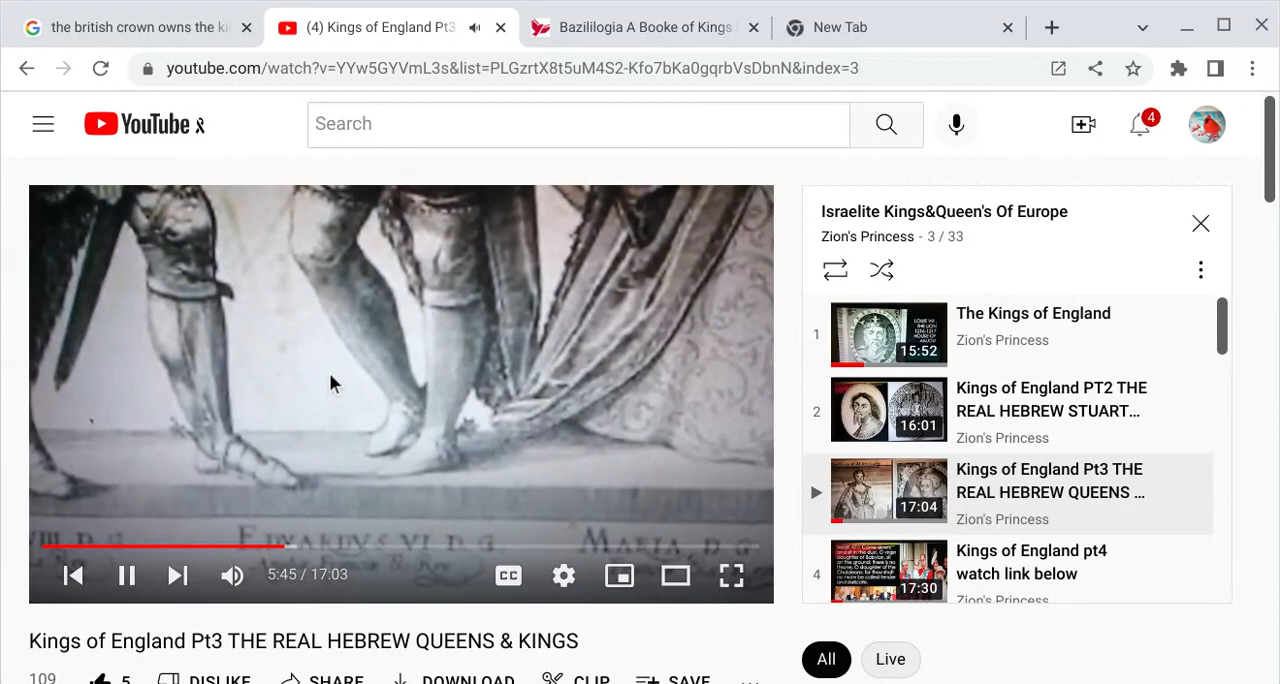 the british crown owns the ki
(4) Kings of England Pt3
Bazililogia A Booke of Kings
New Tab
youtube.com/watch?v=YYw5GYVmL3s&list=PLGzrtX8t5uM4S2-Kfo7bKa0gqrbVsDbnN&index=3
YouTube
Search
4
Israelite Kings&Queen's Of Europe
Zion's Princess - 3 / 33
1
15:52
The Kings of England
Zion's Princess
2
16:01
Kings of England PT2 THE
REAL HEBREW STUART...
Zion's Princess
17:04
Kings of England Pt3 THE
REAL HEBREW QUEENS ...
Zion's Princess
4
17:30
Kings of England pt4
watch link below
Zion's Princess
VIII D G EDVARDVS VI D G MARIA D G
5:45 / 17:03
CC
Kings of England Pt3 THE REAL HEBREW QUEENS & KINGS
109 5 DISLIKE SHARE DOWNLOAD CLIP SAVE ...
All Live